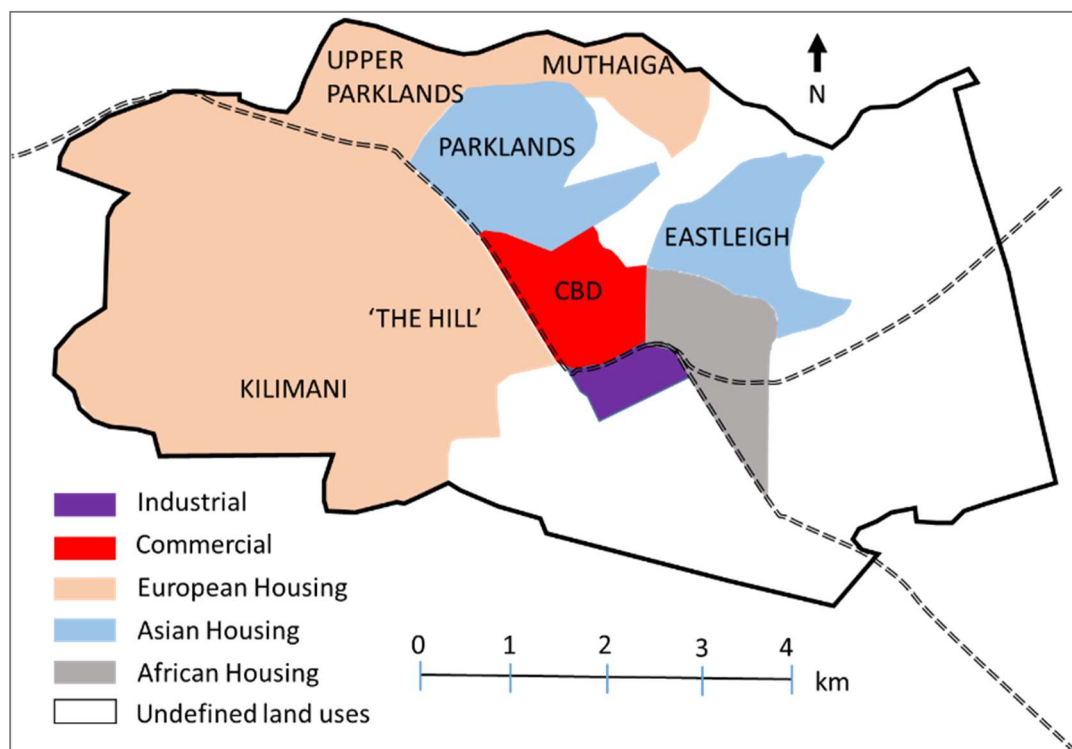 UPPER
PARKLANDS
MUTHAIGA
N
PARKLANDS
EASTLEIGH
CBD
‘THE HILL’
KILIMANI
Industrial
Commercial
European Housing
Asian Housing
African Housing
Undefined land uses
0 1 2 3 4
km